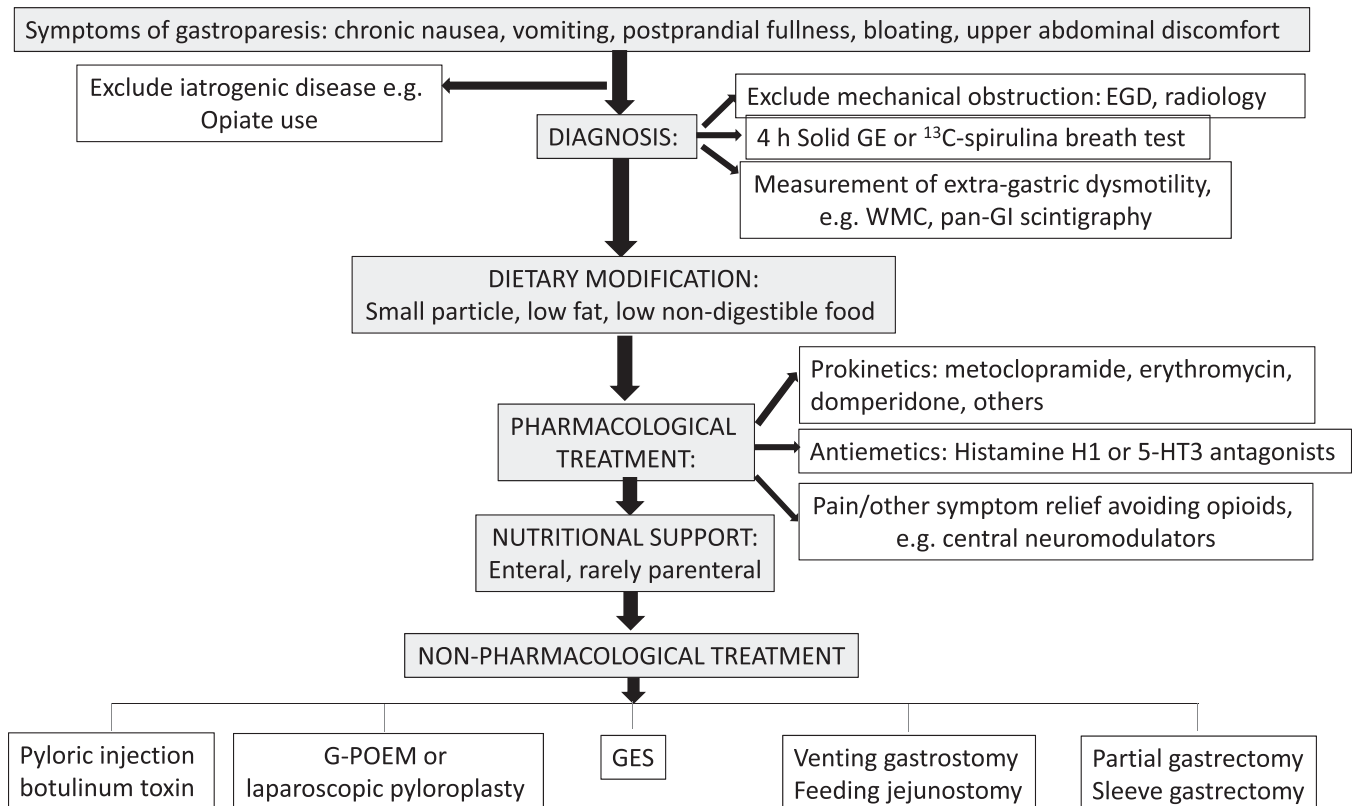 Symptoms of gastroparesis: chronic nausea, vomiting, postprandial fullness, bloating, upper abdominal discomfort
Exclude iatrogenic disease e.g.
Opiate use
DIAGNOSIS:
Exclude mechanical obstruction: EGD, radiology
4 h Solid GE or ¹³C-spirulina breath test
Measurement of extra-gastric dysmotility,
e.g. WMC, pan-GI scintigraphy
DIETARY MODIFICATION:
Small particle, low fat, low non-digestible food
PHARMACOLOGICAL
TREATMENT:
Prokinetics: metoclopramide, erythromycin,
domperidone, others
Antiemetics: Histamine H1 or 5-HT3 antagonists
Pain/other symptom relief avoiding opioids,
e.g. central neuromodulators
NUTRITIONAL SUPPORT:
Enteral, rarely parenteral
NON-PHARMACOLOGICAL TREATMENT
Pyloric injection
botulinum toxin
G-POEM or
laparoscopic pyloroplasty
GES
Venting gastrostomy
Feeding jejunostomy
Partial gastrectomy
Sleeve gastrectomy